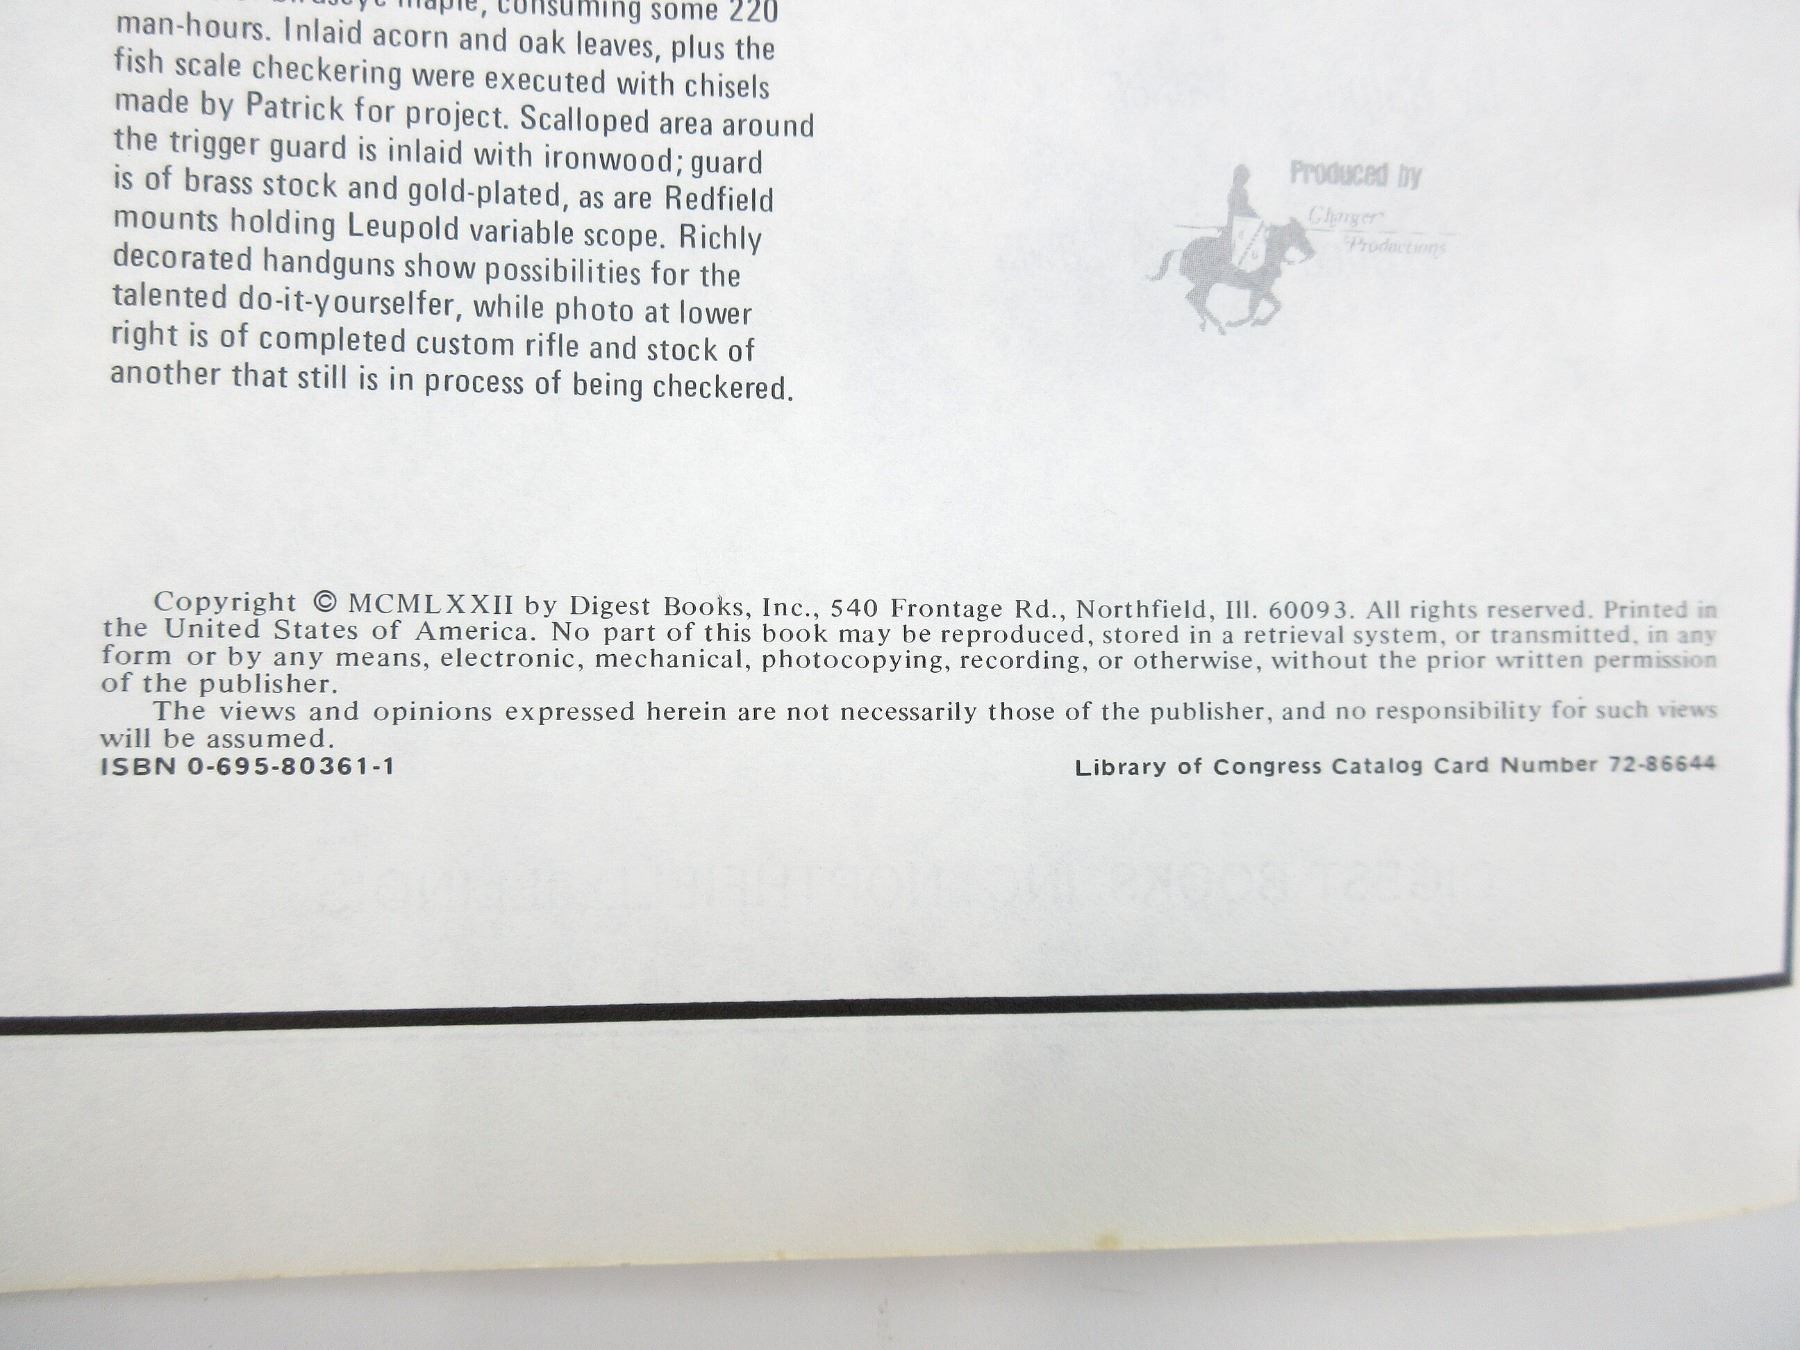 maple, consuming some 220
man-hours. Inlaid acorn and oak leaves, plus the
fish scale checkering were executed with chisels
made by Patrick for project. Scalloped area around
the trigger guard is inlaid with ironwood; guard
is of brass stock and gold-plated, as are Redfield
mounts holding Leupold variable scope. Richly
decorated handguns show possibilities for the
talented do-it-yourselfer, while photo at lower
right is of completed custom rifle and stock of
another that still is in process of being checkered.
Produced by
Charger
Productions
Copyright © MCMLXXII by Digest Books, Inc., 540 Frontage Rd., Northfield, Ill. 60093. All rights reserved. Printed in
the United States of America. No part of this book may be reproduced, stored in a retrieval system, or transmitted, in any
form or by any means, electronic, mechanical, photocopying, recording, or otherwise, without the prior written permission
of the publisher.
The views and opinions expressed herein are not necessarily those of the publisher, and no responsibility for such views
will be assumed.
ISBN 0-695-80361-1
Library of Congress Catalog Card Number 72-86644